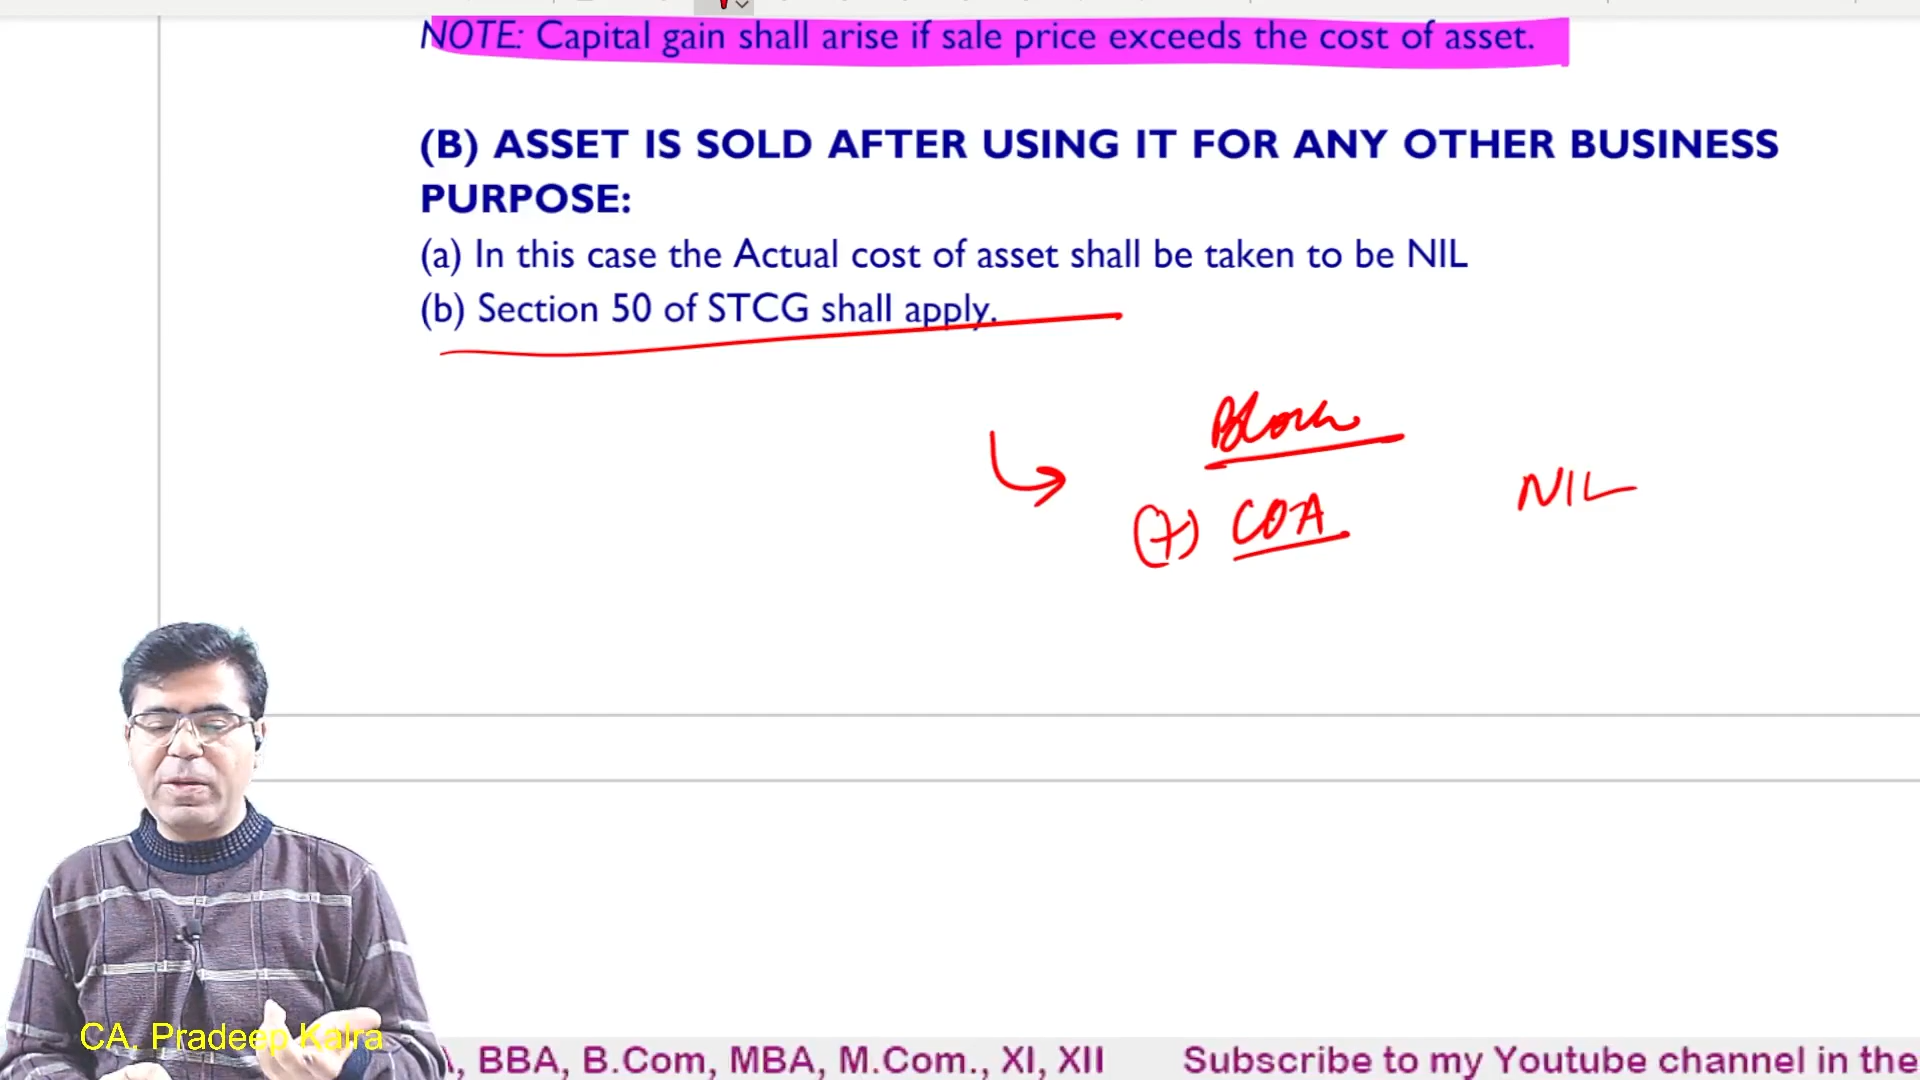 NOTE: Capital gain shall arise if sale price exceeds the cost of asset.
(B) ASSET IS SOLD AFTER USING IT FOR ANY OTHER BUSINESS
PURPOSE:
(a) In this case the Actual cost of asset shall be taken to be NIL
(b) Section 50 of STCG shall apply.
Block
(+) COA NIL
CA. Pradeep Kalra
A, BBA, B.Com, MBA, M.Com., XI, XII Subscribe to my Youtube channel in the